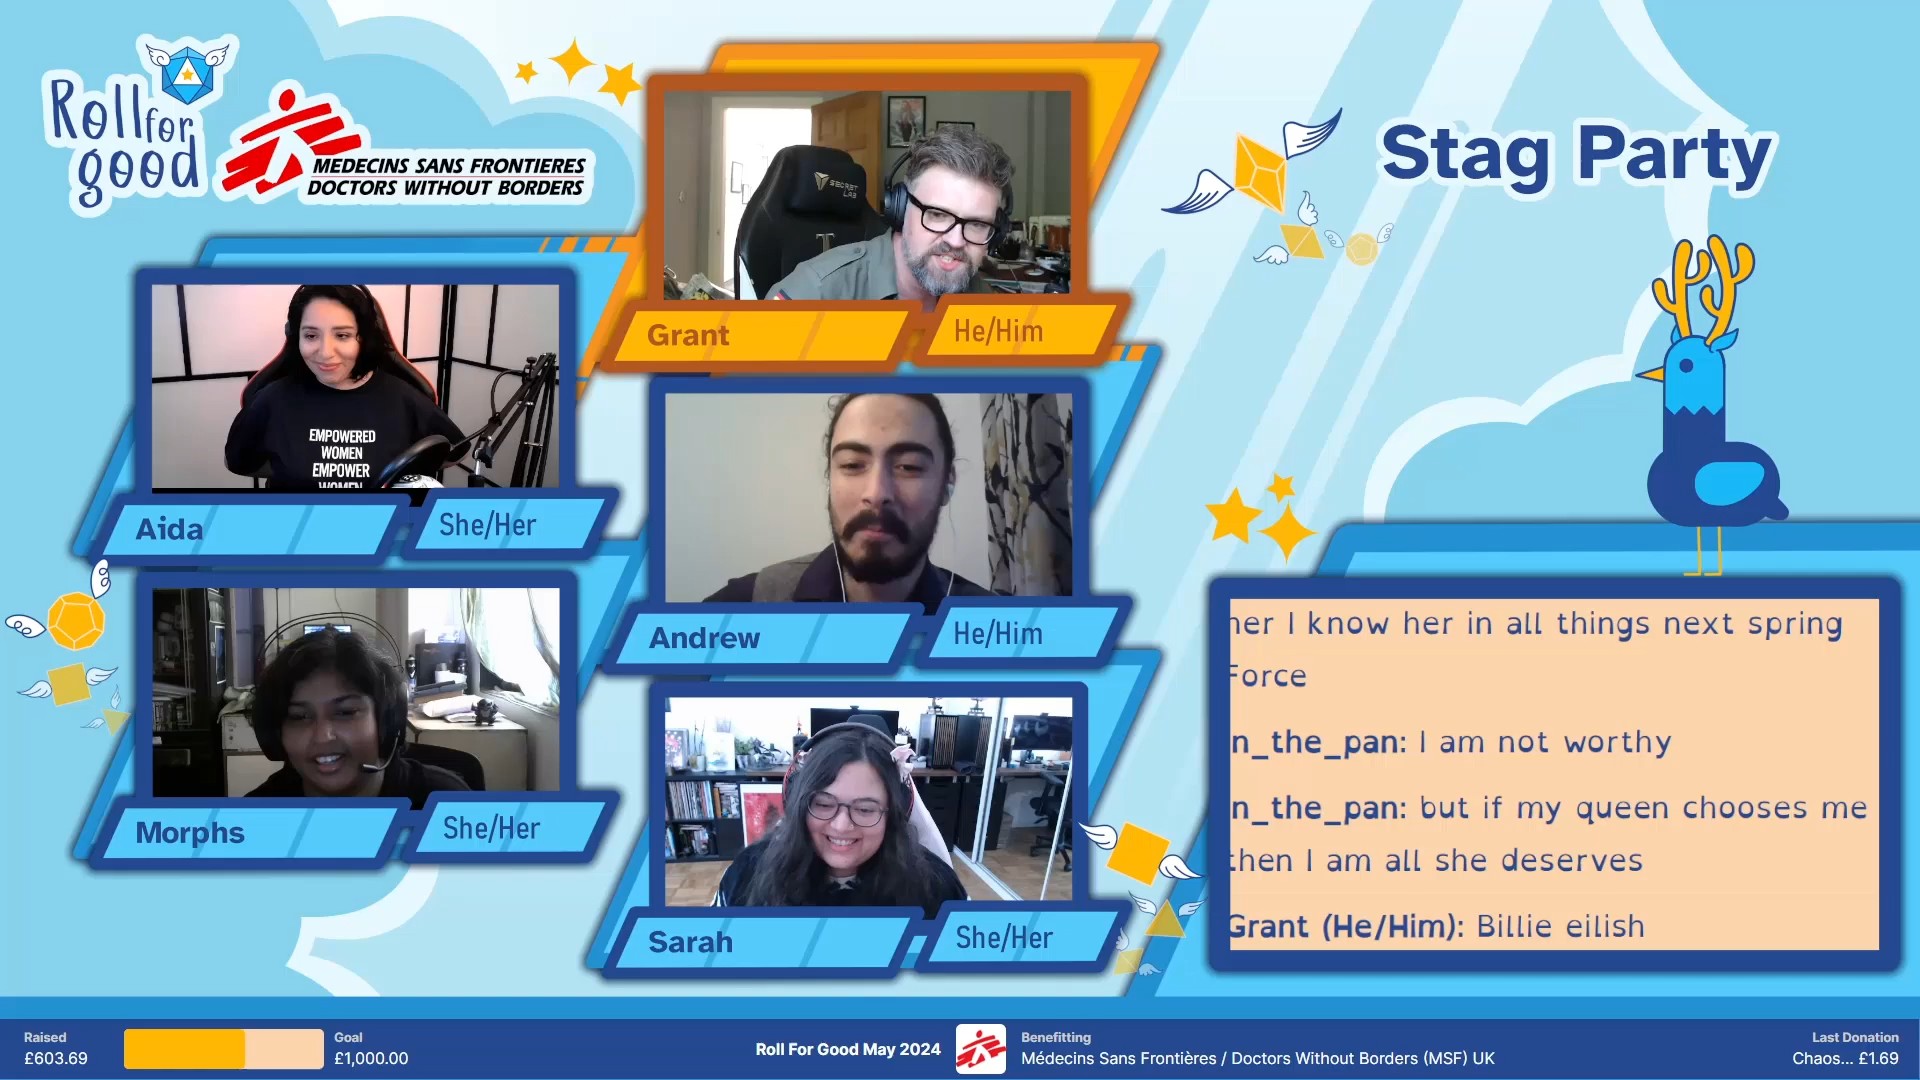 Roll for
good
MEDECINS SANS FRONTIERES
DOCTORS WITHOUT BORDERS
SECRET
LAB
Stag Party
Grant
He/Him
EMPOWERED
WOMEN
EMPOWER
WOMEN
Aida
She/Her
Andrew
He/Him
Morphs
She/Her
Sarah
She/Her
her I know her in all things next spring
Force
n_the_pan: I am not worthy
n_the_pan: but if my queen chooses me
then I am all she deserves
Grant (He/Him): Billie eilish
Raised
£603.69
Goal
£1,000.00
Roll For Good May 2024
Benefitting
Médecins Sans Frontières / Doctors Without Borders (MSF) UK
Last Donation
Chaos... £1.69